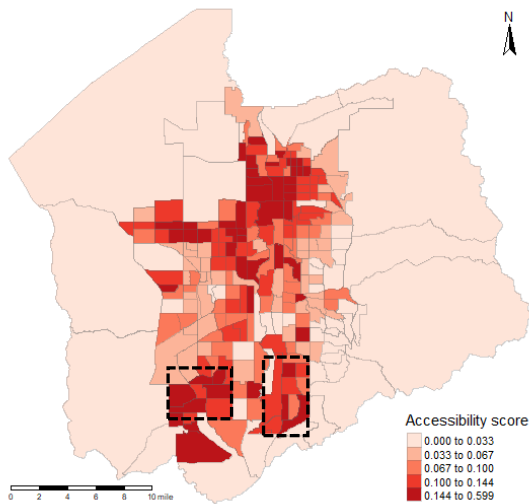 N
Accessibility score
0.000 to 0.033
0.033 to 0.067
0.067 to 0.100
0.100 to 0.144
0.144 to 0.599
0 2 4 6 8 10 mile